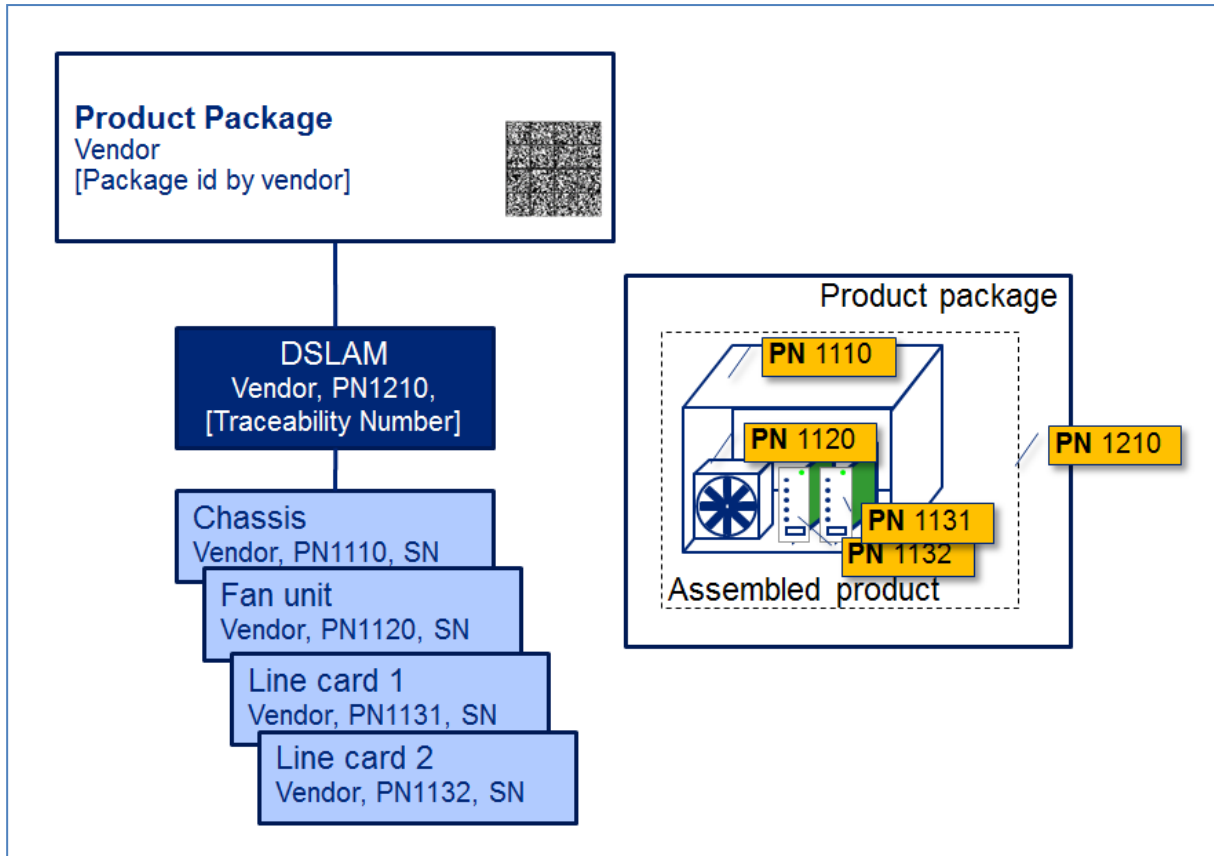 Product Package
Vendor
[Package id by vendor]
DSLAM
Vendor, PN1210,
[Traceability Number]
Chassis
Vendor, PN1110, SN
Fan unit
Vendor, PN1120, SN
Line card 1
Vendor, PN1131, SN
Line card 2
Vendor, PN1132, SN
Product package
PN 1110
PN 1120
PN 1210
PN 1131
PN 1132
Assembled product